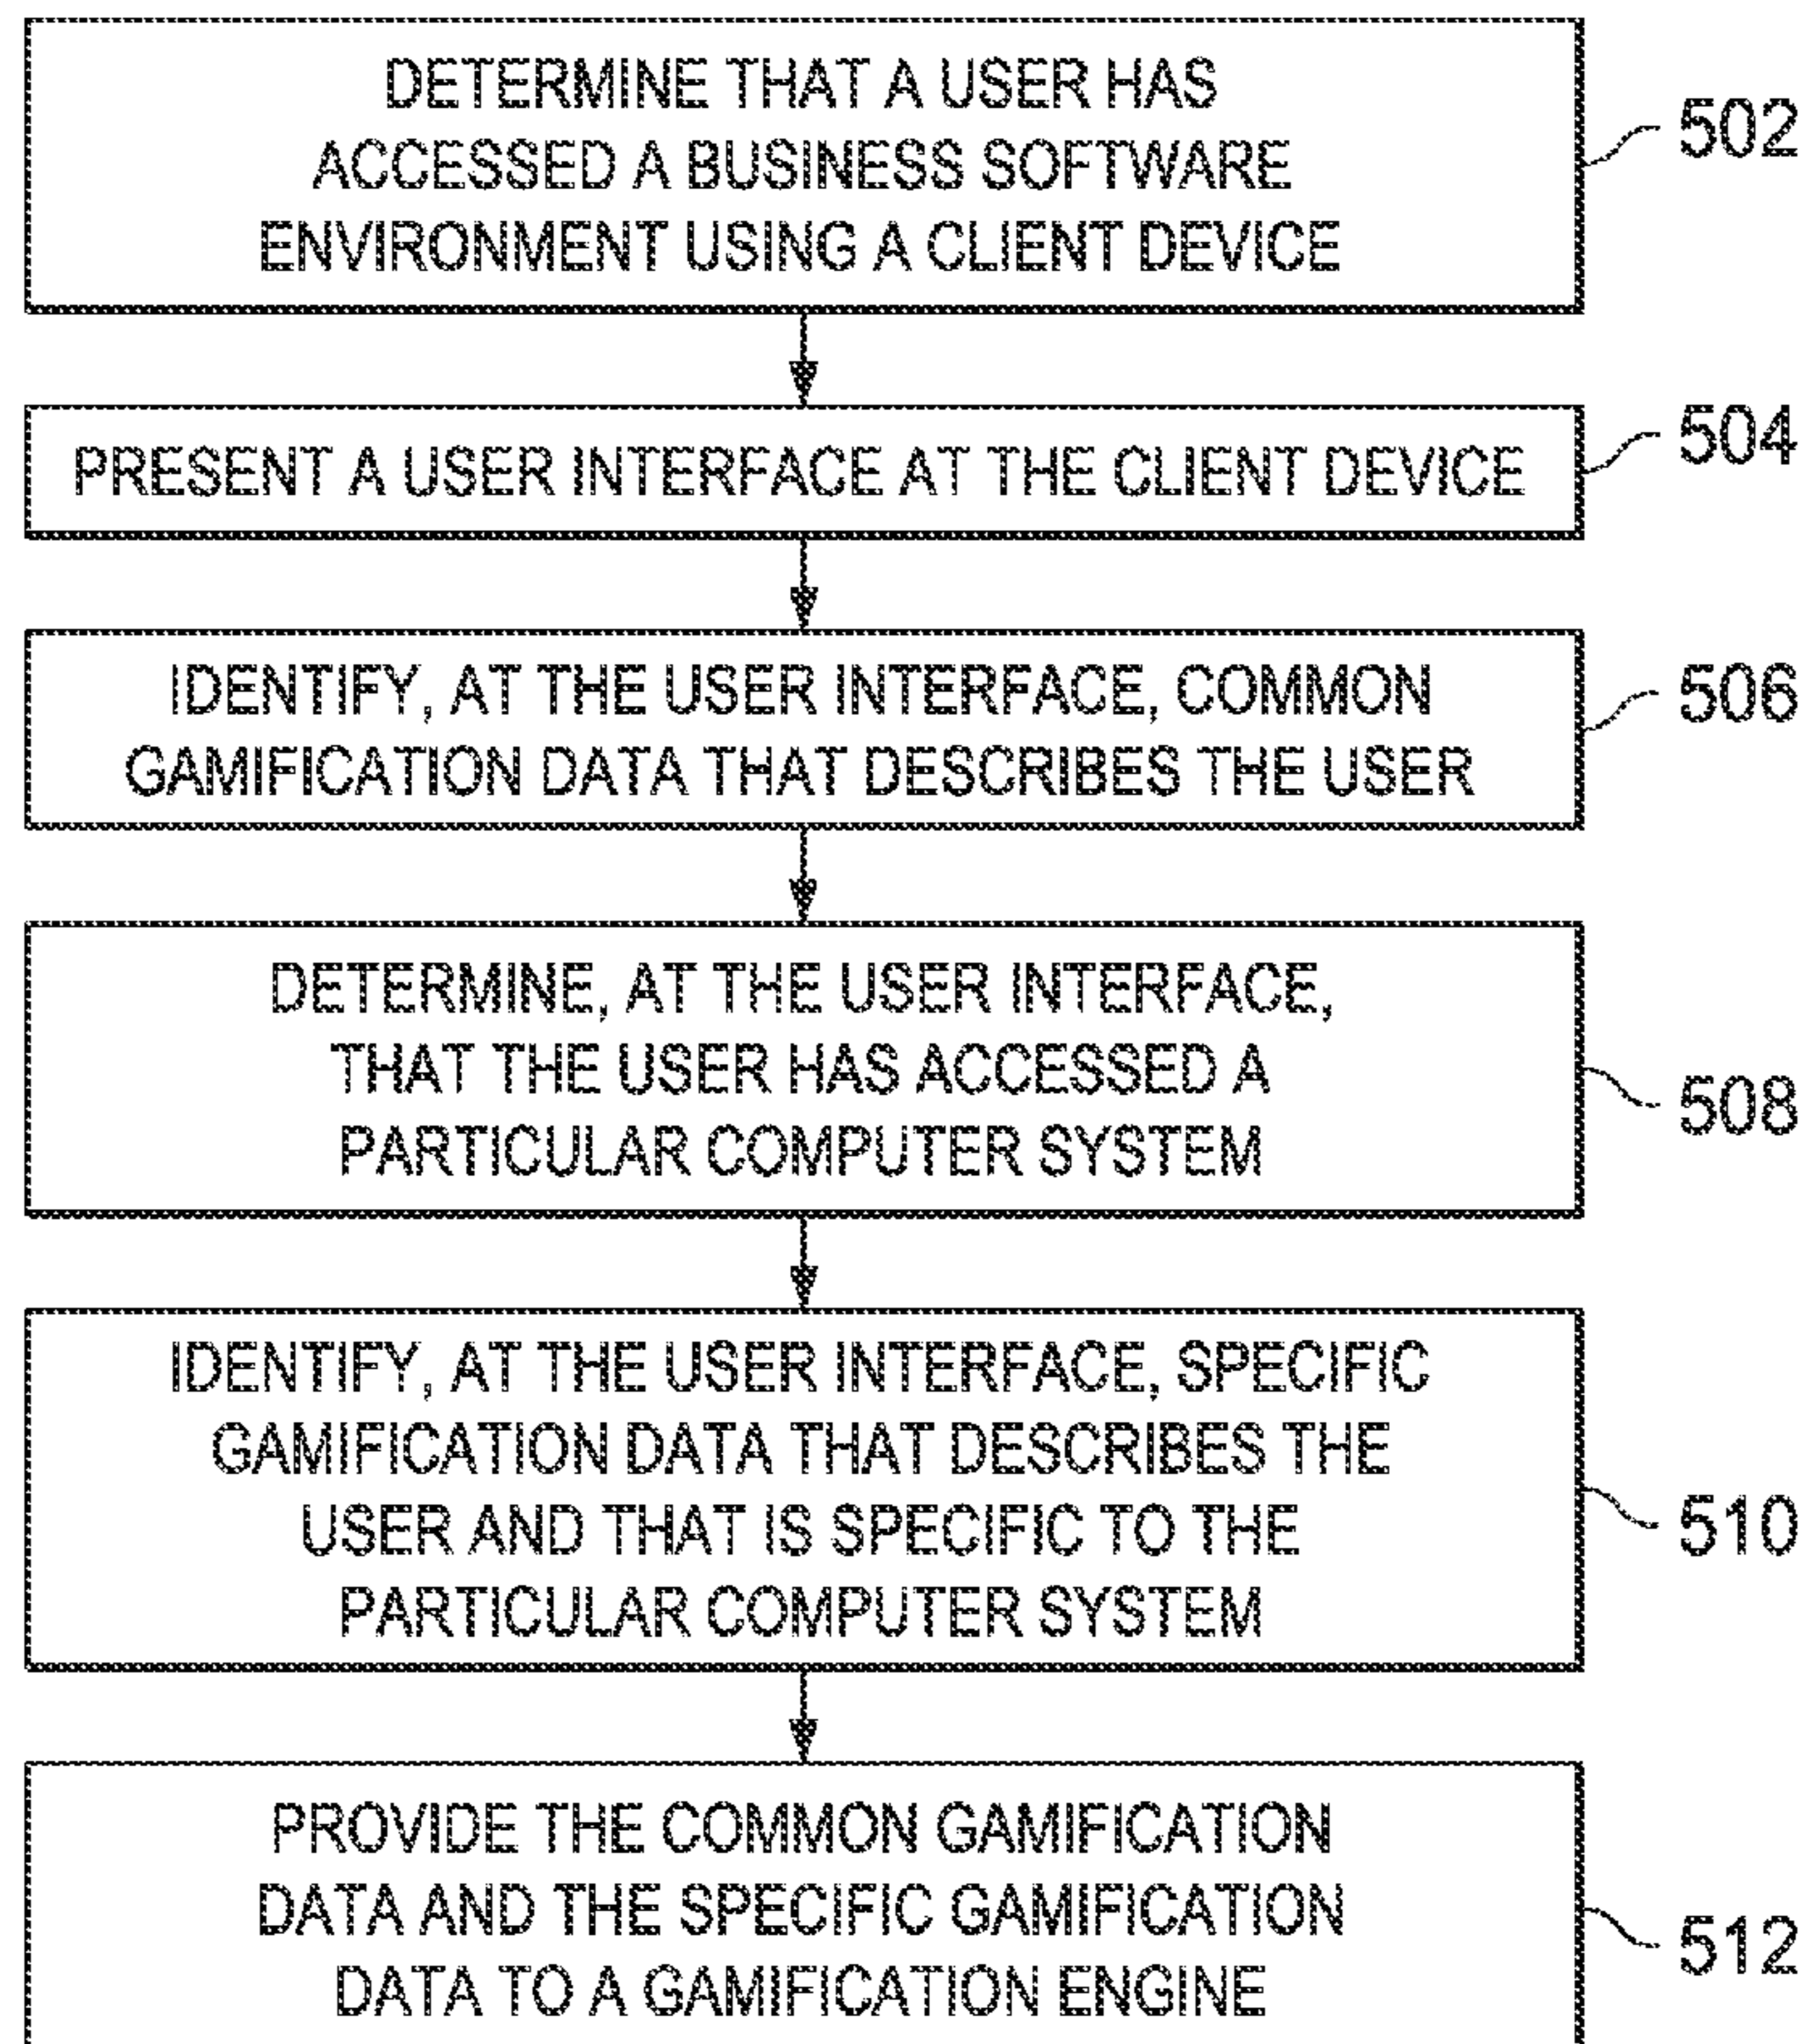 DETERMINE THAT A USER HAS
ACCESSED A BUSINESS SOFTWARE
ENVIRONMENT USING A CLIENT DEVICE
502
PRESENT A USER INTERFACE AT THE CLIENT DEVICE
504
IDENTIFY, AT THE USER INTERFACE, COMMON
GAMIFICATION DATA THAT DESCRIBES THE USER
506
DETERMINE, AT THE USER INTERFACE,
THAT THE USER HAS ACCESSED A
PARTICULAR COMPUTER SYSTEM
508
IDENTIFY, AT THE USER INTERFACE, SPECIFIC
GAMIFICATION DATA THAT DESCRIBES THE
USER AND THAT IS SPECIFIC TO THE
PARTICULAR COMPUTER SYSTEM
510
PROVIDE THE COMMON GAMIFICATION
DATA AND THE SPECIFIC GAMIFICATION
DATA TO A GAMIFICATION ENGINE
512